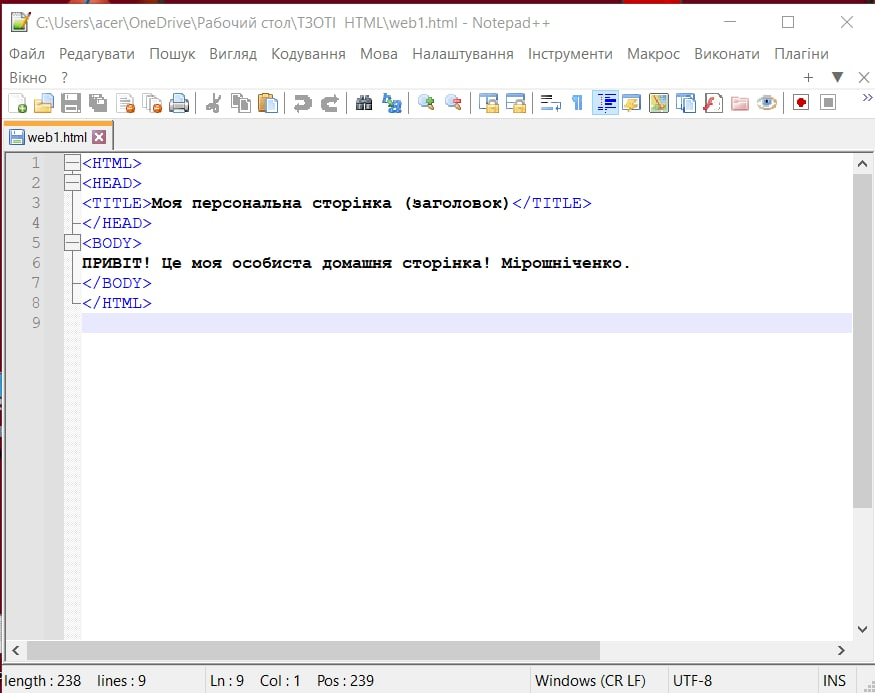 C:\Users\acer\OneDrive\Рабочий стол\ТЗОТІ HTML\web1.html - Notepad++
Файл Редагувати Пошук Вигляд Кодування Мова Налаштування Інструменти Макрос Виконати Плагіни
Вікно ? + ▼ X
web1.html
1 <HTML>
2 <HEAD>
3 <TITLE>Моя персональна сторінка (заголовок)</TITLE>
4 </HEAD>
5 <BODY>
6 ПРИВІТ! Це моя особиста домашня сторінка! Мірошніченко.
7 </BODY>
8 </HTML>
9
length : 238 lines : 9 Ln : 9 Col : 1 Pos : 239 Windows (CR LF) UTF-8 INS